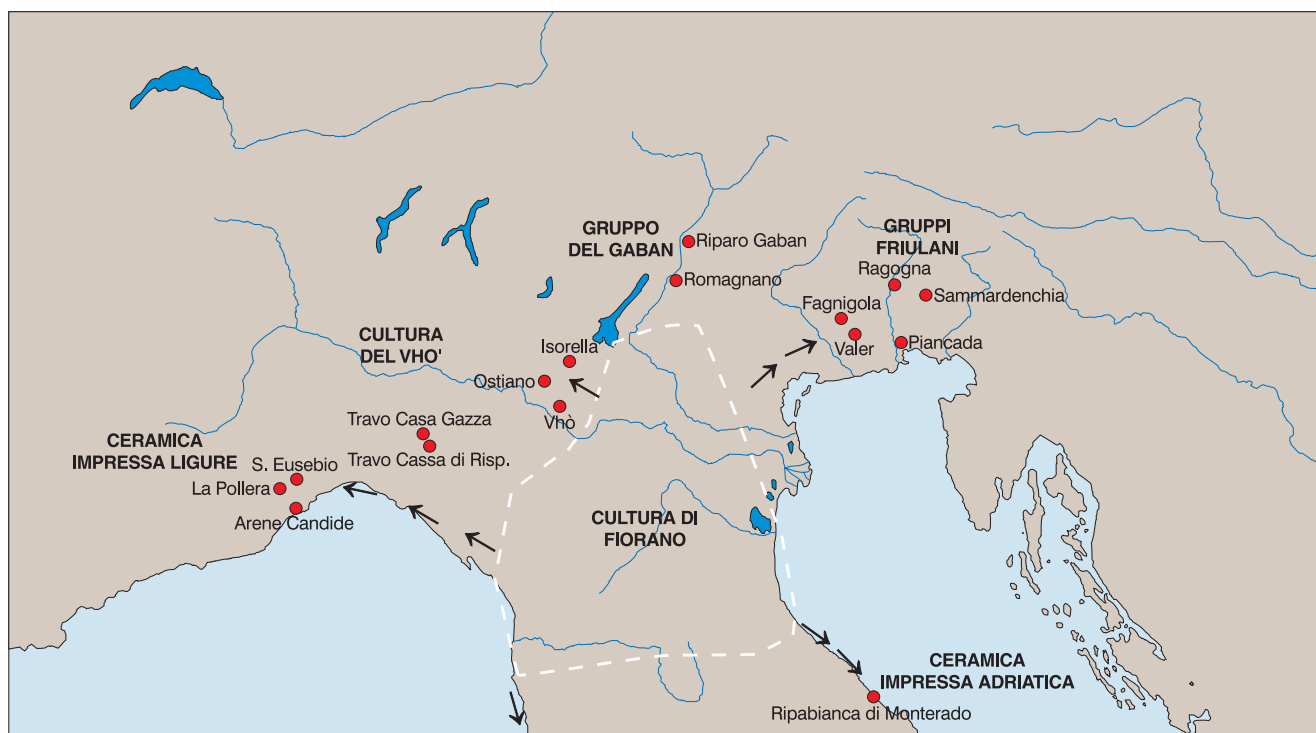 GRUPPO
DEL GABAN
Riparo Gaban
Romagnano
GRUPPI
FRIULANI
Ragogna
Sammardenchia
Fagnigola
Valer
Piancada
CULTURA
DEL VHO'
Isorella
Ostiano
Vhò
Travo Casa Gazza
Travo Cassa di Risp.
CERAMICA
IMPRESSA LIGURE
S. Eusebio
La Pollera
Arene Candide
CULTURA DI
FIORANO
CERAMICA
IMPRESSA ADRIATICA
Ripabianca di Monterado